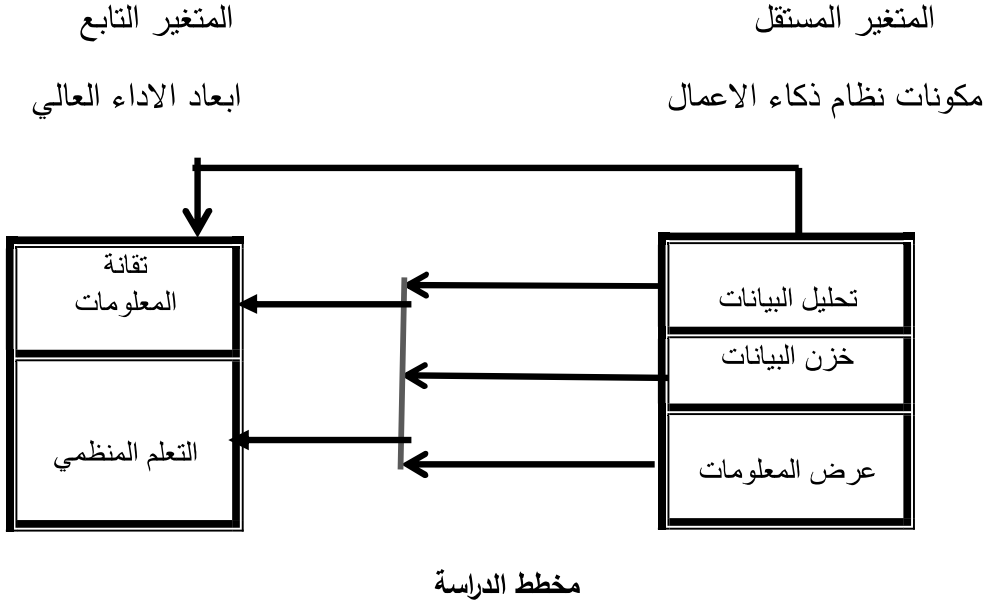 المتغير المستقل
المتغير التابع
مكونات نظام ذكاء الاعمال
ابعاد الاداء العالي
تحليل البيانات
خزن البيانات
عرض المعلومات
تقانة
المعلومات
التعلم المنظمي
مخطط الدراسة